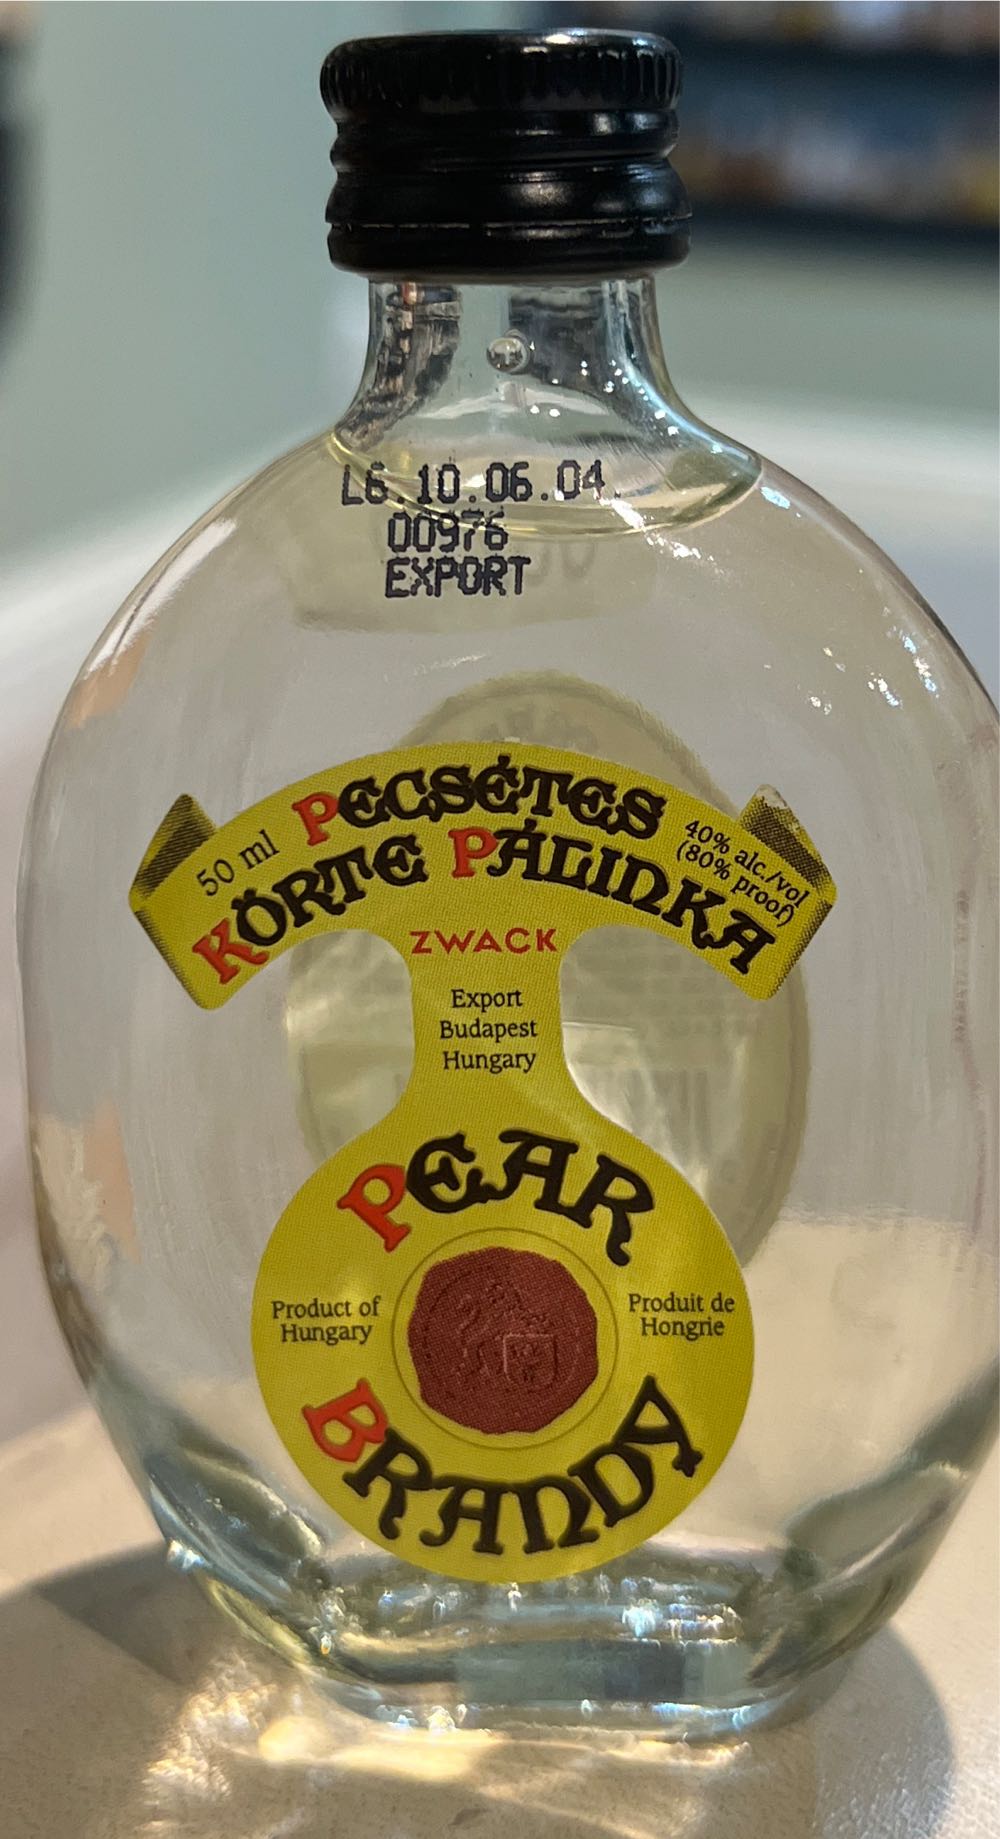 L6.10.06.04.
00976
EXPORT
50 ml
PECSÉTES
KÖRTE PÁLINKA
40% alc./vol
(80% proof)
ZWACK
Export
Budapest
Hungary
PEAR
Product of
Hungary
Produit de
Hongrie
BRANDY